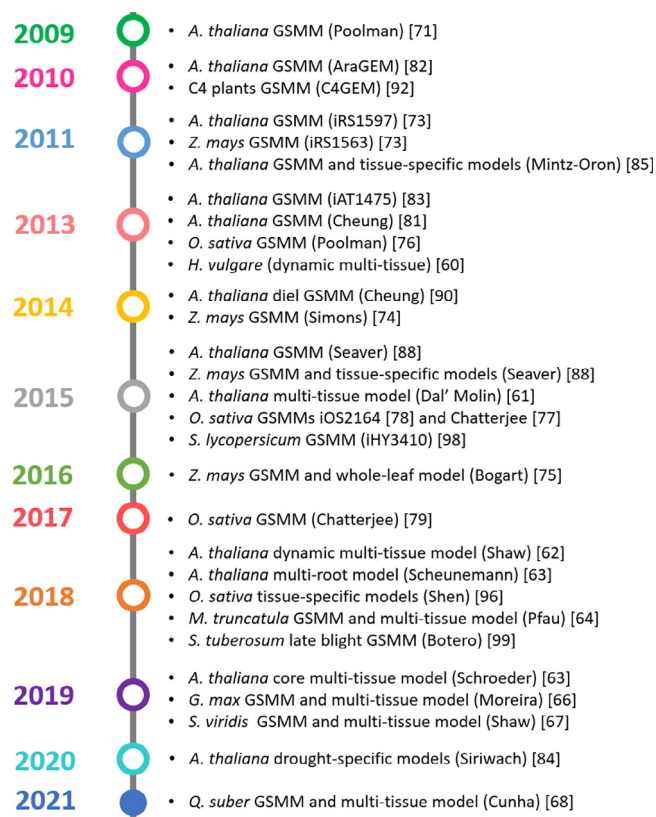 2009
• A. thaliana GSMM (Poolman) [71]
2010
• A. thaliana GSMM (AraGEM) [82]
• C4 plants GSMM (C4GEM) [92]
2011
• A. thaliana GSMM (iRS1597) [73]
• Z. mays GSMM (iRS1563) [73]
• A. thaliana GSMM and tissue-specific models (Mintz-Oron) [85]
2013
• A. thaliana GSMM (iAT1475) [83]
• A. thaliana GSMM (Cheung) [81]
• O. sativa GSMM (Poolman) [76]
• H. vulgare (dynamic multi-tissue) [60]
2014
• A. thaliana diel GSMM (Cheung) [90]
• Z. mays GSMM (Simons) [74]
2015
• A. thaliana GSMM (Seaver) [88]
• Z. mays GSMM and tissue-specific models (Seaver) [88]
• A. thaliana multi-tissue model (Dal’ Molin) [61]
• O. sativa GSMMs iOS2164 [78] and Chatterjee [77]
• S. lycopersicum GSMM (iHY3410) [98]
2016
• Z. mays GSMM and whole-leaf model (Bogart) [75]
2017
• O. sativa GSMM (Chatterjee) [79]
2018
• A. thaliana dynamic multi-tissue model (Shaw) [62]
• A. thaliana multi-root model (Scheunemann) [63]
• O. sativa tissue-specific models (Shen) [96]
• M. truncatula GSMM and multi-tissue model (Pfau) [64]
• S. tuberosum late blight GSMM (Botero) [99]
2019
• A. thaliana core multi-tissue model (Schroeder) [63]
• G. max GSMM and multi-tissue model (Moreira) [66]
• S. viridis GSMM and multi-tissue model (Shaw) [67]
2020
• A. thaliana drought-specific models (Siriwach) [84]
2021
• Q. suber GSMM and multi-tissue model (Cunha) [68]